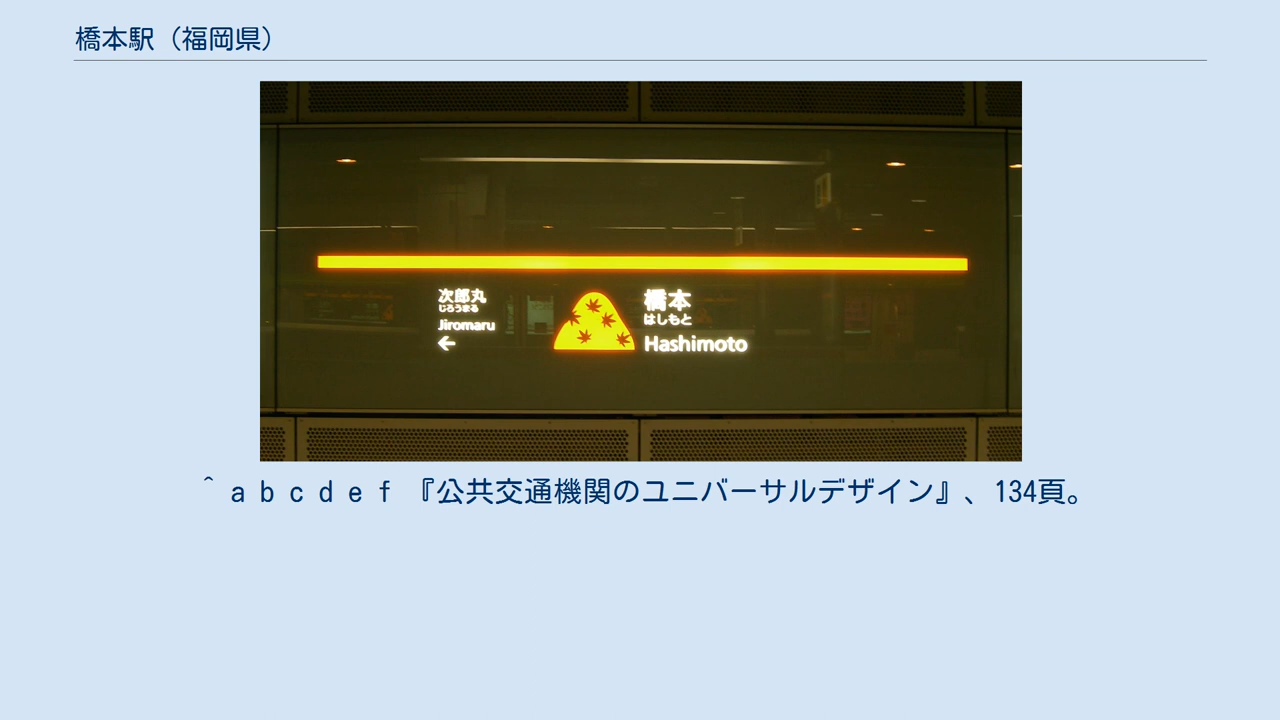 橋本駅（福岡県）
次郎丸
じろうまる
Jiromaru
←
橋本
はしもと
Hashimoto
^ a b c d e f 『公共交通機関のユニバーサルデザイン』、134頁。